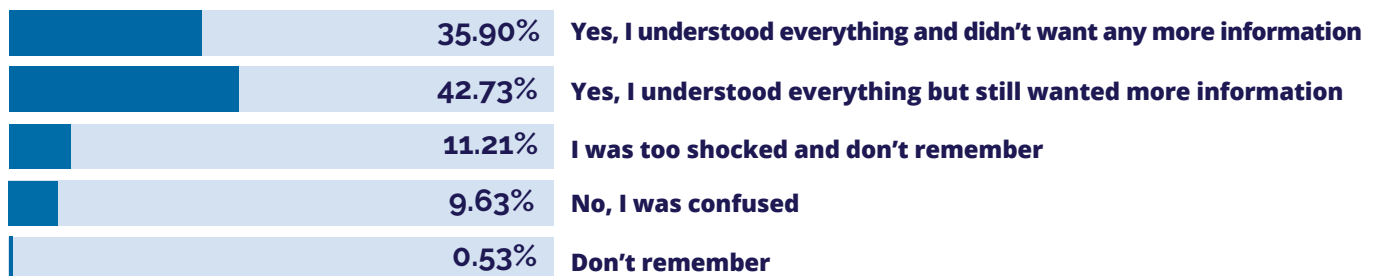 35.90% Yes, I understood everything and didn’t want any more information
42.73% Yes, I understood everything but still wanted more information
11.21% I was too shocked and don’t remember
9.63% No, I was confused
0.53% Don’t remember